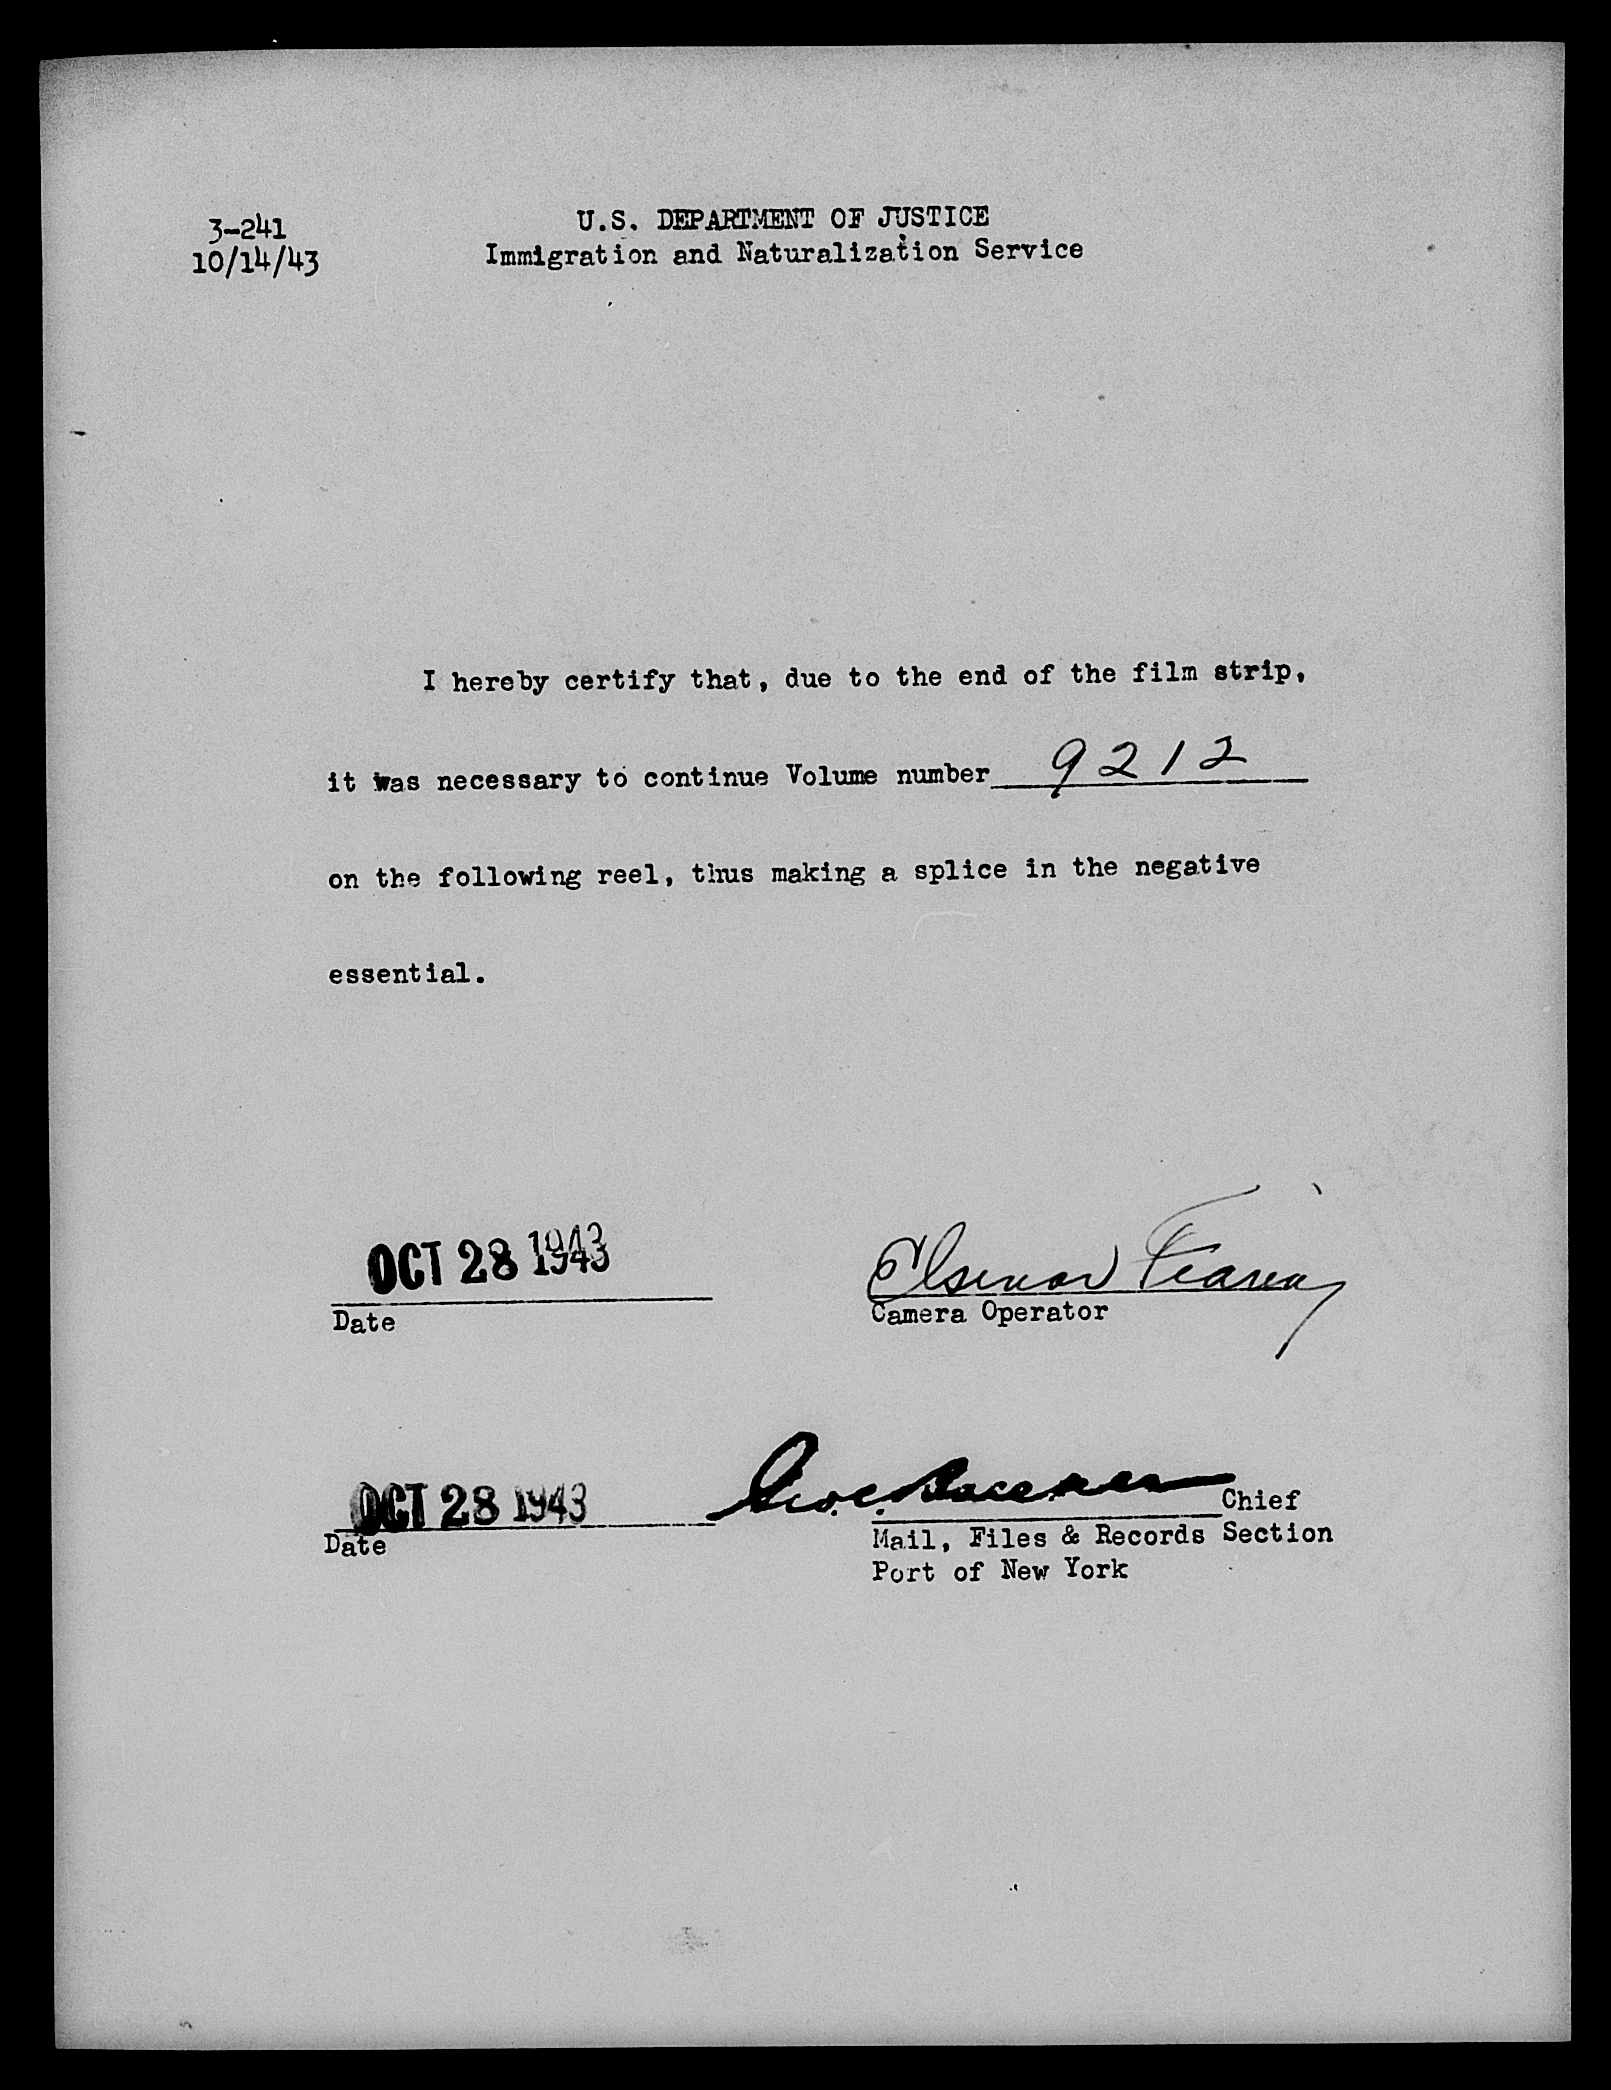 3-241
10/14/43
U.S. DEPARTMENT OF JUSTICE
Immigration and Naturalization Service
I hereby certify that, due to the end of the film strip,
it was necessary to continue Volume number 9212
on the following reel, thus making a splice in the negative
essential.
OCT 28 1943
Date
Camera Operator
OCT 28 1943
Date
Chief
Mail, Files & Records Section
Port of New York